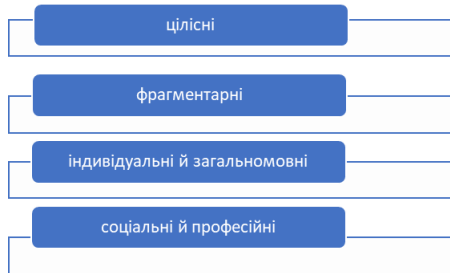 цілісні
фрагментарні
індивідуальні й загальномовні
соціальні й професійні